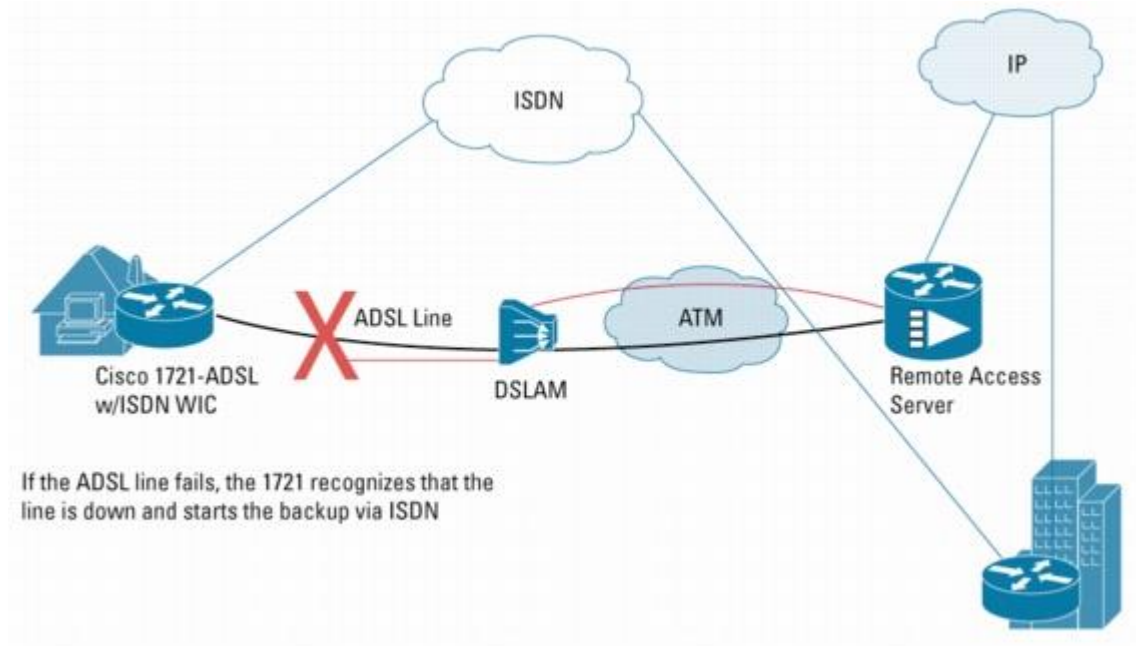 IP
ISDN
ADSL Line
ATM
Cisco 1721-ADSL
w/ISDN WIC
DSLAM
Remote Access
Server
If the ADSL line fails, the 1721 recognizes that the
line is down and starts the backup via ISDN